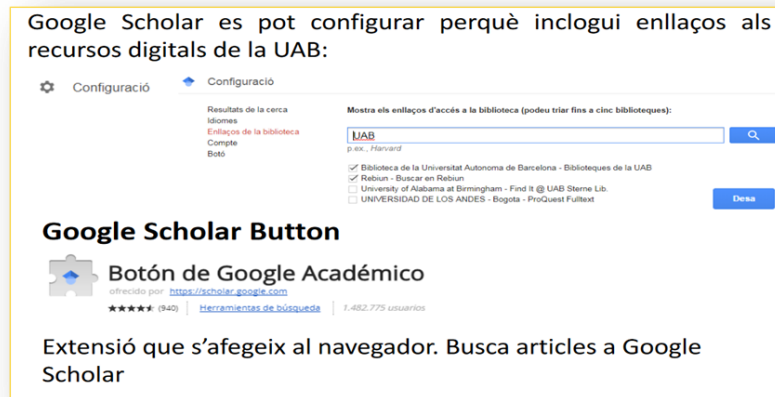 Google Scholar es pot configurar perquè inclogui enllaços als
recursos digitals de la UAB:
Configuració
Configuració
Resultats de la cerca
Idiomes
Enllaços de la biblioteca
Compte
Botó
Mostra els enllaços d'accés a la biblioteca (podeu triar fins a cinc biblioteques):
UAB
p.ex., Harvard
Biblioteca de la Universitat Autonoma de Barcelona - Biblioteques de la UAB
Rebiun - Buscar en Rebiun
University of Alabama at Birmingham - Find It @ UAB Sterne Lib.
UNIVERSIDAD DE LOS ANDES - Bogota - ProQuest Fulltext
Desa
Google Scholar Button
Botón de Google Académico
ofrecido por https://scholar.google.com
(940) Herramientas de búsqueda 1.482.775 usuarios
Extensió que s'afegeix al navegador. Busca articles a Google
Scholar